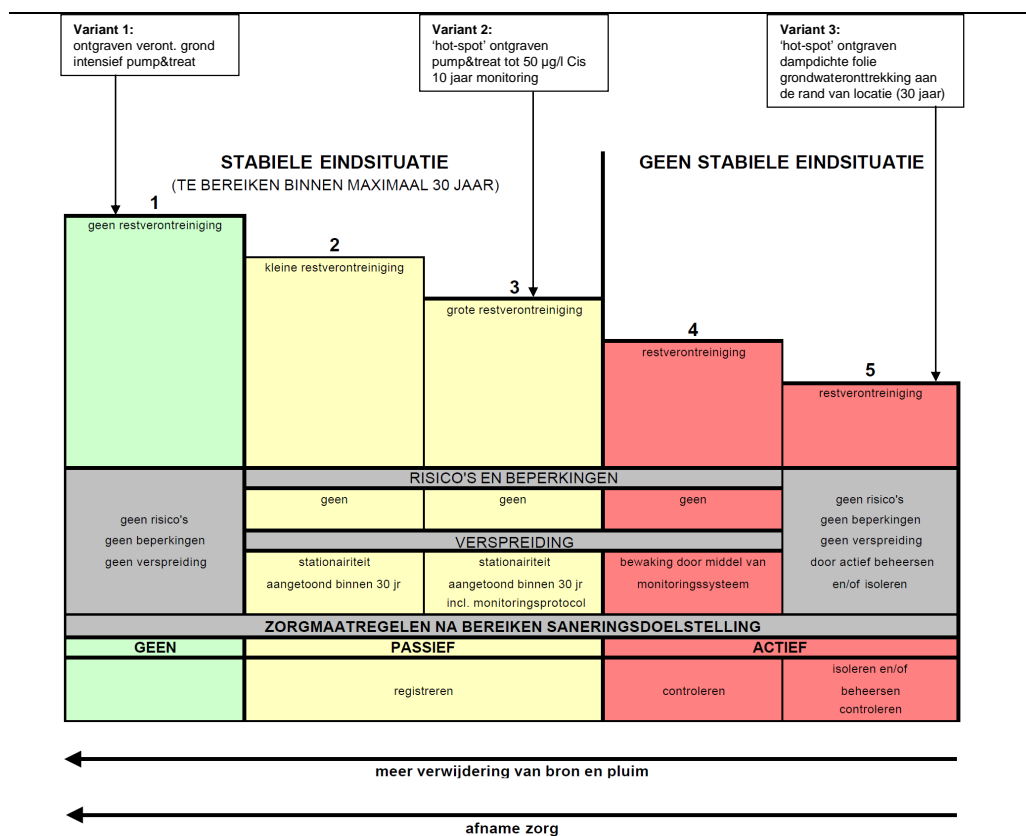 Variant 1:
ontgraven veront. grond
intensief pump&treat
Variant 2:
‘hot-spot’ ontgraven
pump&treat tot 50 µg/l Cis
10 jaar monitoring
Variant 3:
‘hot-spot’ ontgraven
dampdichte folie
grondwateronttrekking aan
de rand van locatie (30 jaar)
STABIELE EINDSITUATIE
(TE BEREIKEN BINNEN MAXIMAAL 30 JAAR)
GEEN STABIELE EINDSITUATIE
1
geen restverontreiniging
2
kleine restverontreiniging
3
grote restverontreiniging
4
restverontreiniging
5
restverontreiniging
RISICO'S EN BEPERKINGEN
geen risico's
geen beperkingen
geen verspreiding
geen
geen
geen
VERSPREIDING
stationairiteit
aangetoond binnen 30 jr
stationairiteit
aangetoond binnen 30 jr
incl. monitoringsprotocol
bewaking door middel van
monitoringssysteem
geen risico's
geen beperkingen
geen verspreiding
door actief beheersen
en/of isoleren
ZORGMAATREGELEN NA BEREIKEN SANERINGSDOELSTELLING
GEEN
PASSIEF
ACTIEF
registreren
controleren
isoleren en/of
beheersen
controleren
meer verwijdering van bron en pluim
afname zorg